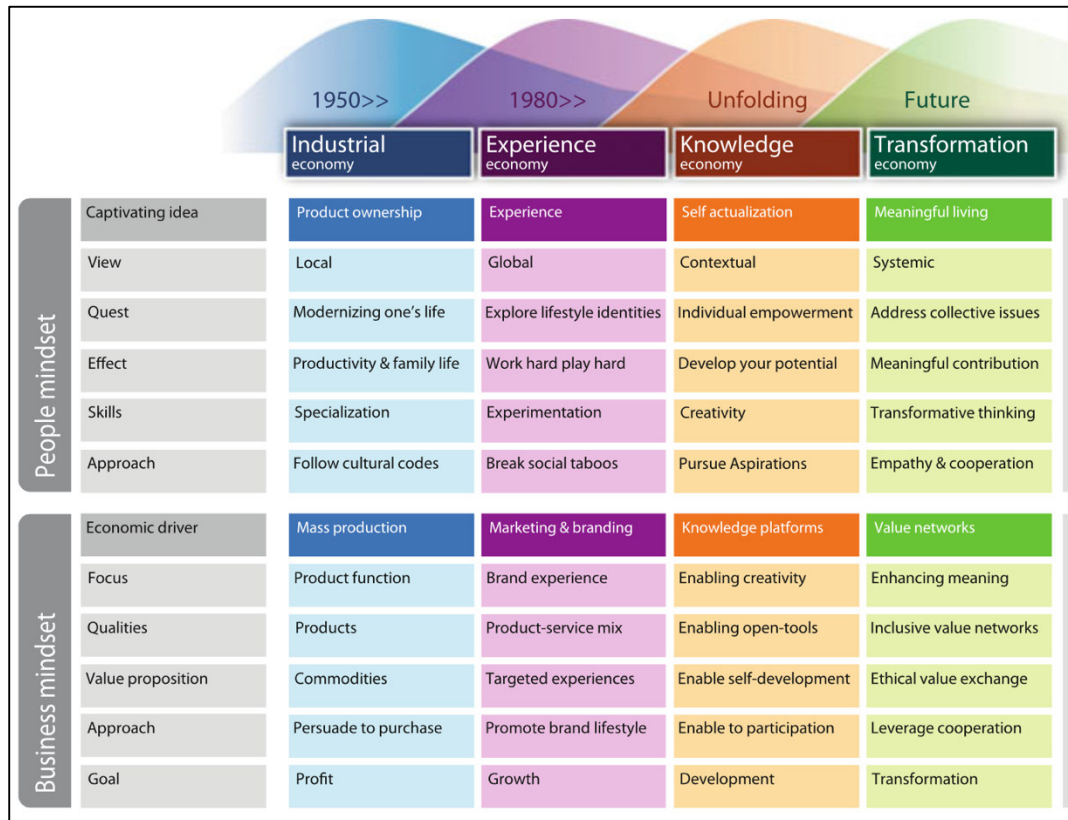 1950>> 1980>> Unfolding Future
Industrial Experience Knowledge Transformation
economy economy economy economy
People mindset
Captivating idea Product ownership Experience Self actualization Meaningful living
View Local Global Contextual Systemic
Quest Modernizing one's life Explore lifestyle identities Individual empowerment Address collective issues
Effect Productivity & family life Work hard play hard Develop your potential Meaningful contribution
Skills Specialization Experimentation Creativity Transformative thinking
Approach Follow cultural codes Break social taboos Pursue Aspirations Empathy & cooperation
Business mindset
Economic driver Mass production Marketing & branding Knowledge platforms Value networks
Focus Product function Brand experience Enabling creativity Enhancing meaning
Qualities Products Product-service mix Enabling open-tools Inclusive value networks
Value proposition Commodities Targeted experiences Enable self-development Ethical value exchange
Approach Persuade to purchase Promote brand lifestyle Enable to participation Leverage cooperation
Goal Profit Growth Development Transformation